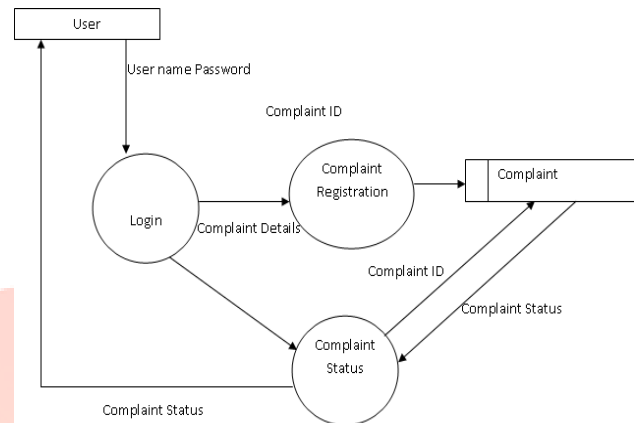 User
User name Password
Complaint ID
Complaint
Registration
Complaint
Login
Complaint Details
Complaint ID
Complaint Status
Complaint
Status
Complaint Status